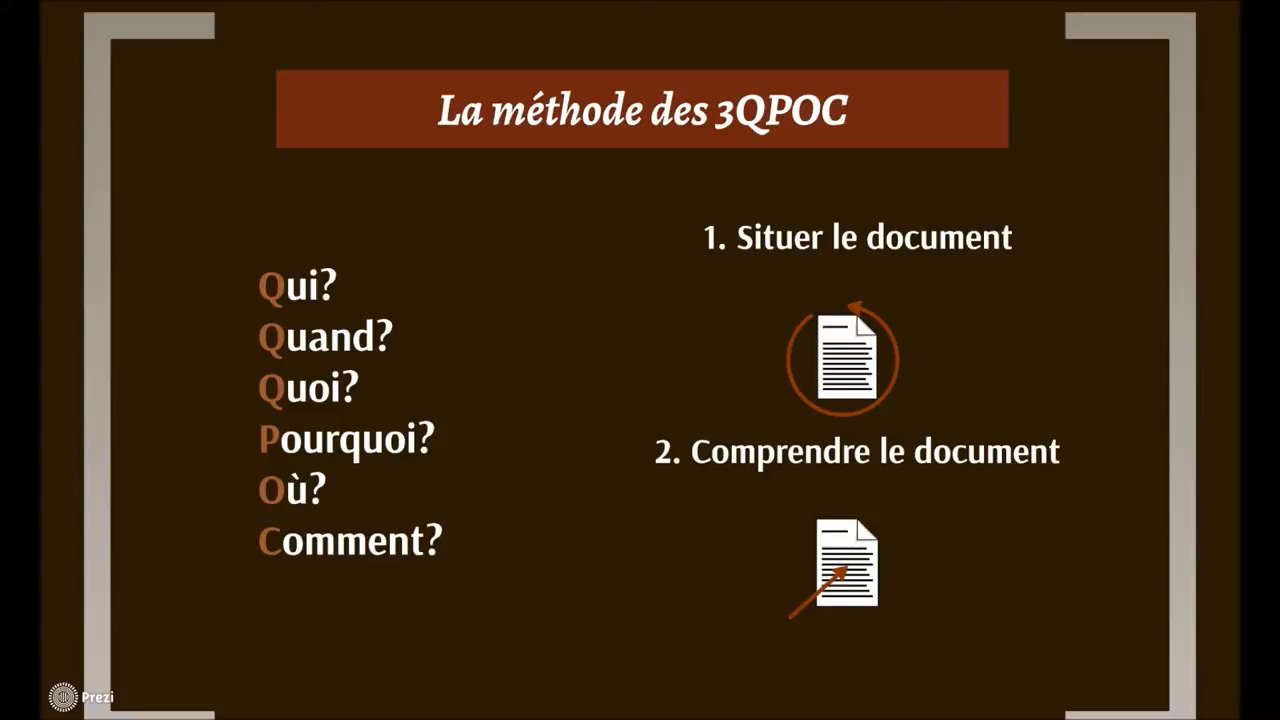 La méthode des 3QPOC
Qui?
Quand?
Quoi?
Pourquoi?
Où?
Comment?
1. Situer le document
2. Comprendre le document
Prezi